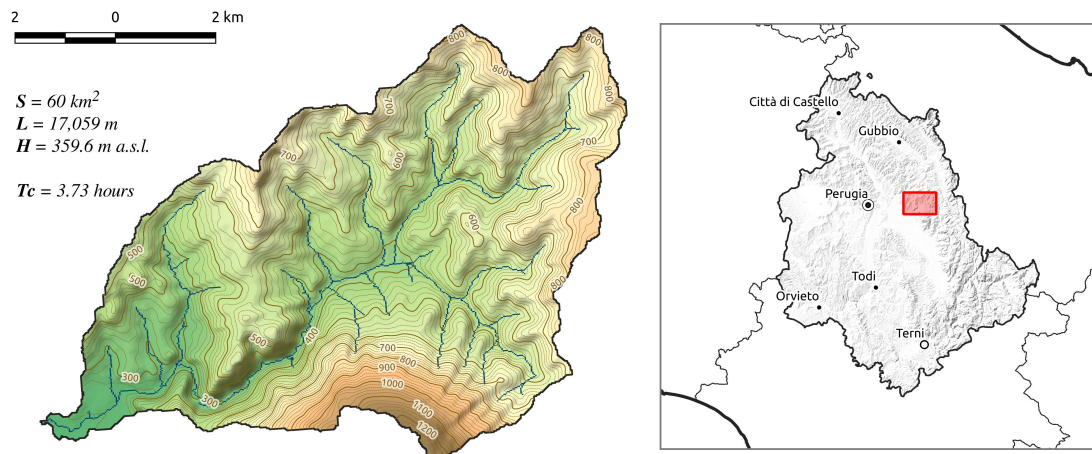 2 0 2 km
S = 60 km²
L = 17,059 m
H = 359.6 m a.s.l.
Tc = 3.73 hours
800
800
800
700
800
700
700
600
800
600
500
500
800
500
400
700
800
900
1000
300
300
1100
1200
Città di Castello
Gubbio
Perugia
Todi
Orvieto
Terni